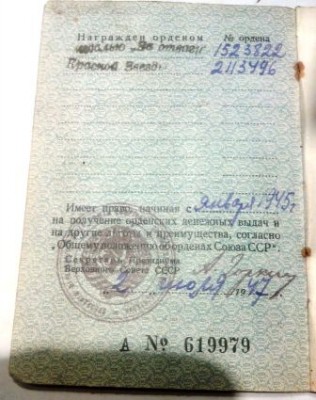 Награжден орденом № ордена
медалью „За отвагу 1523822
Красной Звезды 2113496
Имеет право, начиная с января 1945 г
на получение орденских денежных выдач и
на другие льготы и преимущества, согласно
„Общему положению об орденах Союза ССР“.
Секретарь Президиума
Верховного Совета СССР
2 июля 1947 г.
А № 619979